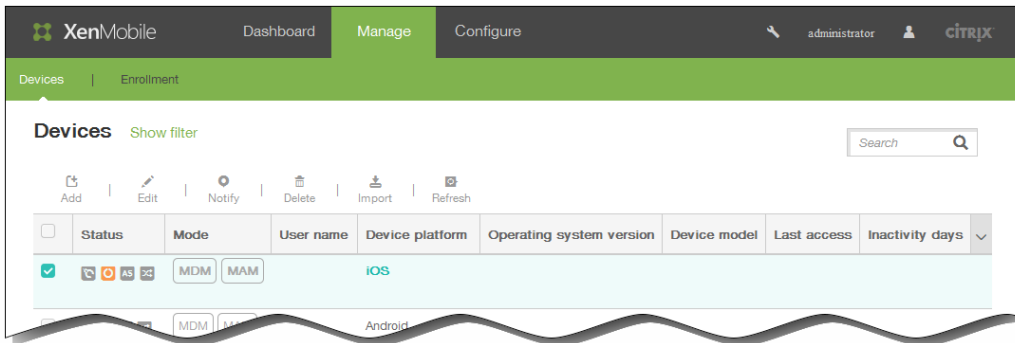 XenMobile Dashboard Manage Configure administrator CİTRIX
Devices | Enrollment
Devices Show filter
Search
Add | Edit | Notify | Delete | Import | Refresh
Status Mode User name Device platform Operating system version Device model Last access Inactivity days
AS MDM MAM iOS
MDM Android